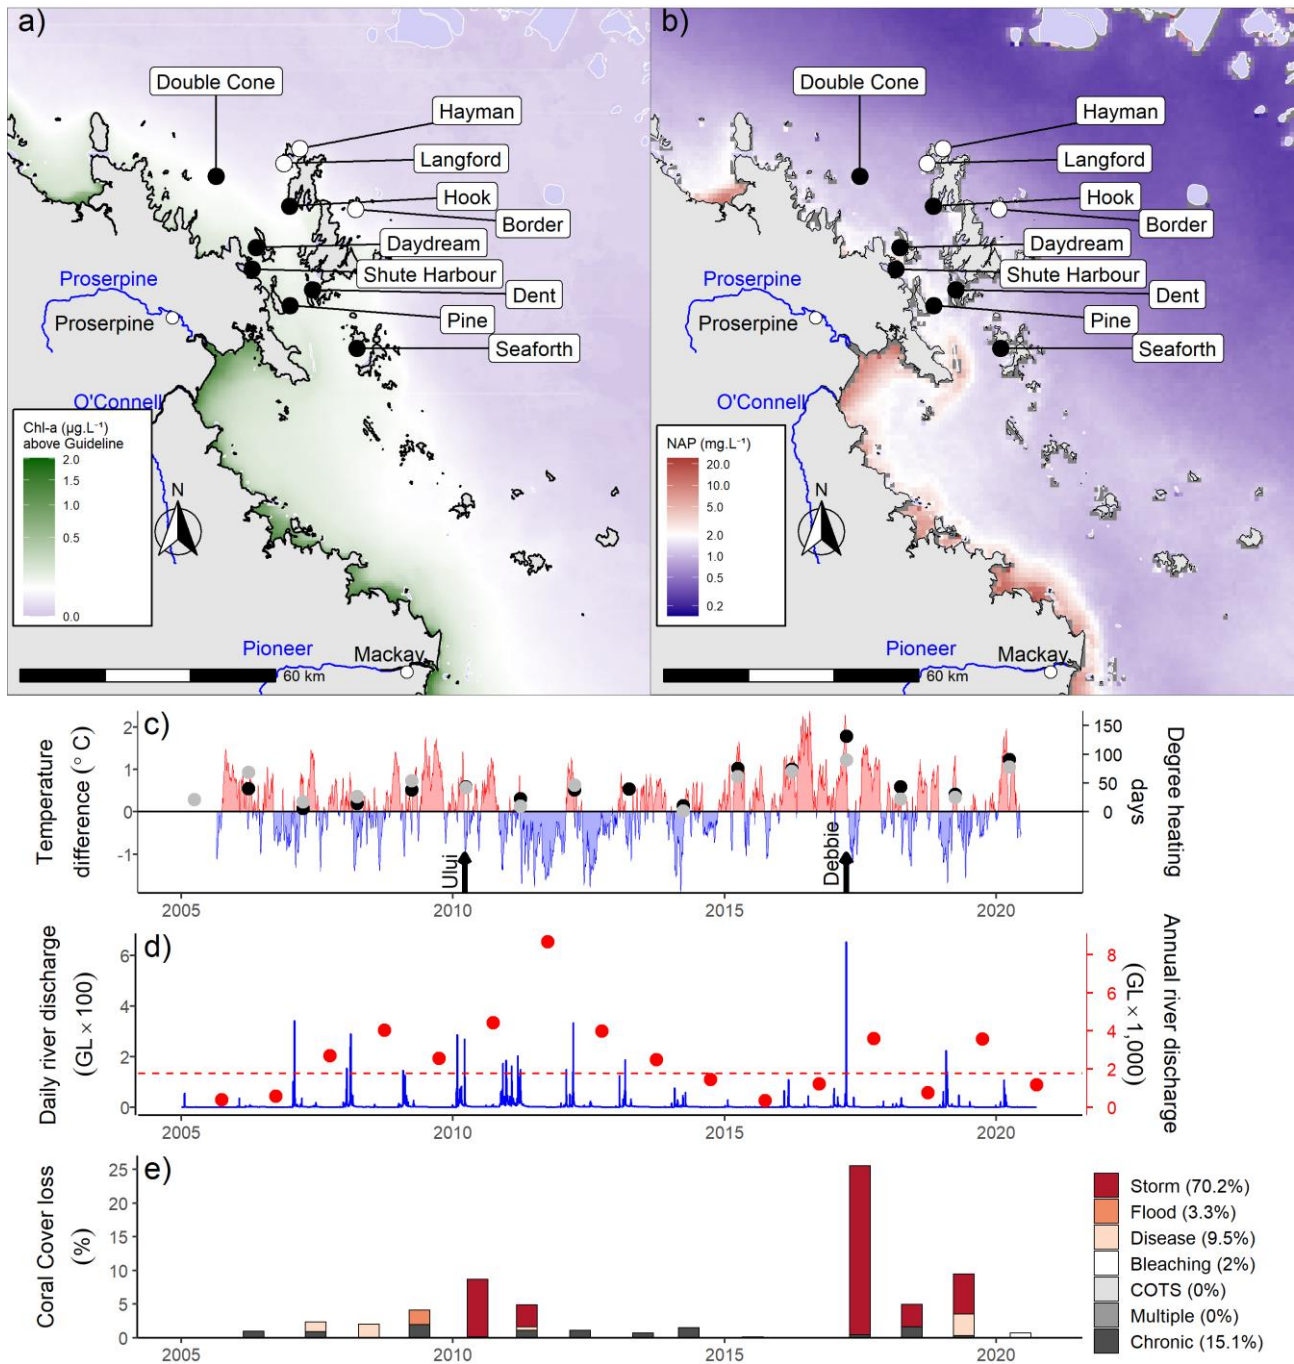 a)
Double Cone
Hayman
Langford
Hook
Border
Daydream
Shute Harbour
Dent
Pine
Seaforth
Proserpine
Proserpine
O'Connell
Chl-a (µg.L⁻¹)
above Guideline
2.0
1.5
1.0
0.5
0.0
N
Pioneer
Mackay
60 km
b)
Double Cone
Hayman
Langford
Hook
Border
Daydream
Shute Harbour
Dent
Pine
Seaforth
Proserpine
Proserpine
O'Connell
NAP (mg.L⁻¹)
20.0
10.0
5.0
2.0
1.0
0.5
0.2
N
Pioneer
Mackay
60 km
c)
Temperature
difference (° C)
2
1
0
-1
Ului
Debbie
150
100
50
0
Degree heating
days
2005
2010
2015
2020
d)
Daily river discharge
(GL × 100)
6
4
2
0
8
6
4
2
0
Annual river discharge
(GL × 1,000)
2005
2010
2015
2020
e)
Coral Cover loss
(%)
25
20
15
10
5
0
2005
2010
2015
2020
Storm (70.2%)
Flood (3.3%)
Disease (9.5%)
Bleaching (2%)
COTS (0%)
Multiple (0%)
Chronic (15.1%)